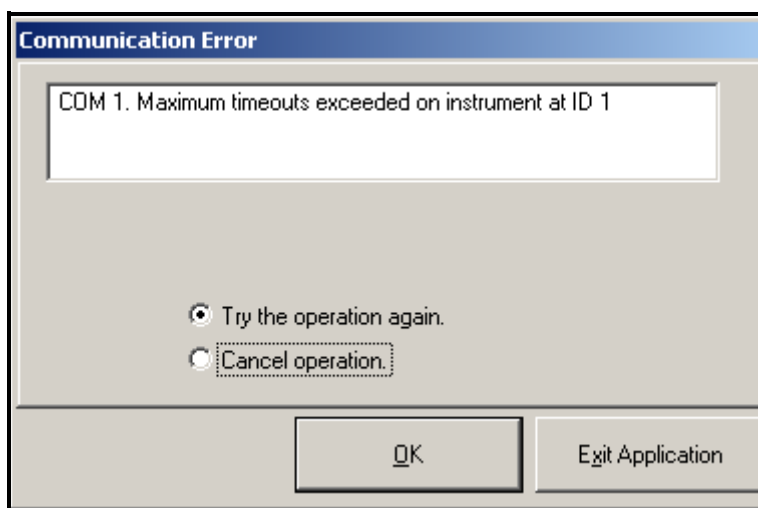 Communication Error
COM 1. Maximum timeouts exceeded on instrument at ID 1
Try the operation again.
Cancel operation.
OK
Exit Application